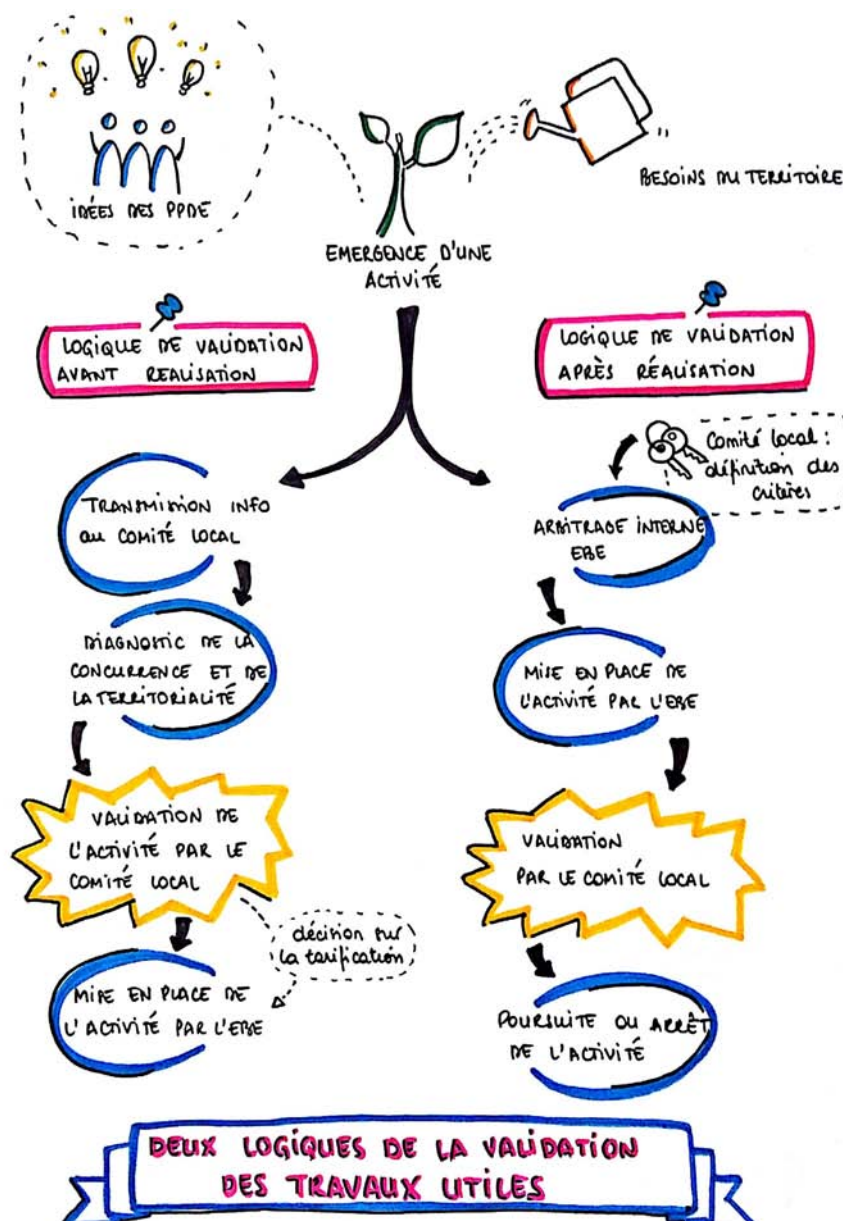 IDÉES DES PPDE
BESOINS DU TERRITOIRE
EMERGENCE D'UNE
ACTIVITÉ
LOGIQUE DE VALIDATION
AVANT REALISATION
TRANSMISSION INFO
au COMITÉ LOCAL
DIAGNOSTIC DE LA
CONCURRENCE ET DE
LA TERRITORIALITÉ
VALIDATION DE
L'ACTIVITÉ PAR LE
COMITÉ LOCAL
décision sur
la tarification
MISE EN PLACE DE
L'ACTIVITÉ PAR L'EBE
LOGIQUE DE VALIDATION
APRÈS RÉALISATION
Comité local :
définition des
critères
ARBITRAGE INTERNE
EBE
MISE EN PLACE DE
L'ACTIVITÉ PAR L'EBE
VALIDATION
PAR LE COMITÉ LOCAL
POURSUITE OU ARRÊT
DE L'ACTIVITÉ
DEUX LOGIQUES DE LA VALIDATION
DES TRAVAUX UTILES